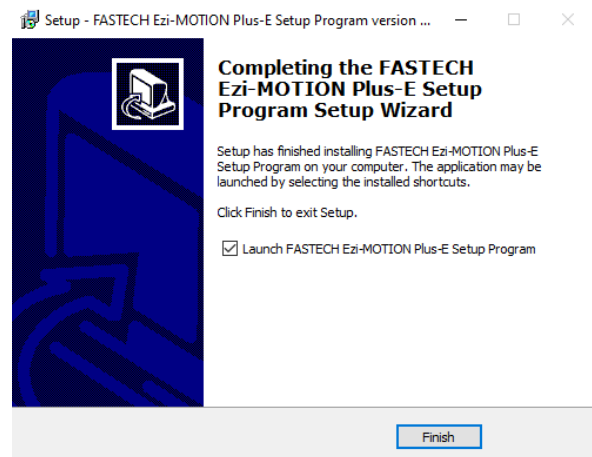 Setup - FASTECH Ezi-MOTION Plus-E Setup Program version ...
Completing the FASTECH
Ezi-MOTION Plus-E Setup
Program Setup Wizard
Setup has finished installing FASTECH Ezi-MOTION Plus-E
Setup Program on your computer. The application may be
launched by selecting the installed shortcuts.
Click Finish to exit Setup.
Launch FASTECH Ezi-MOTION Plus-E Setup Program
Finish